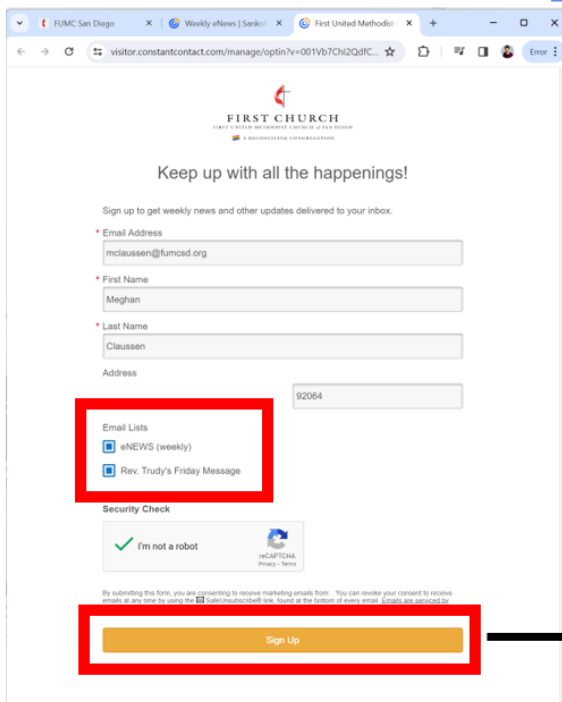 FUMC San Diego
Weekly eNews | Sanko
First United Methodist
visitor.constantcontact.com/manage/optin?v=001Vb7ChI2QdfC...
Error
FIRST CHURCH
FIRST UNITED METHODIST CHURCH of SAN DIEGO
A RECONCILING CONGREGATION
Keep up with all the happenings!
Sign up to get weekly news and other updates delivered to your inbox.
* Email Address
mclaussen@fumcsd.org
* First Name
Meghan
* Last Name
Claussen
Address
92064
Email Lists
eNEWS (weekly)
Rev. Trudy's Friday Message
Security Check
I'm not a robot
reCAPTCHA
Privacy - Terms
By submitting this form, you are consenting to receive marketing emails from: . You can revoke your consent to receive
emails at any time by using the SafeUnsubscribe® link, found at the bottom of every email. Emails are serviced by
Sign Up